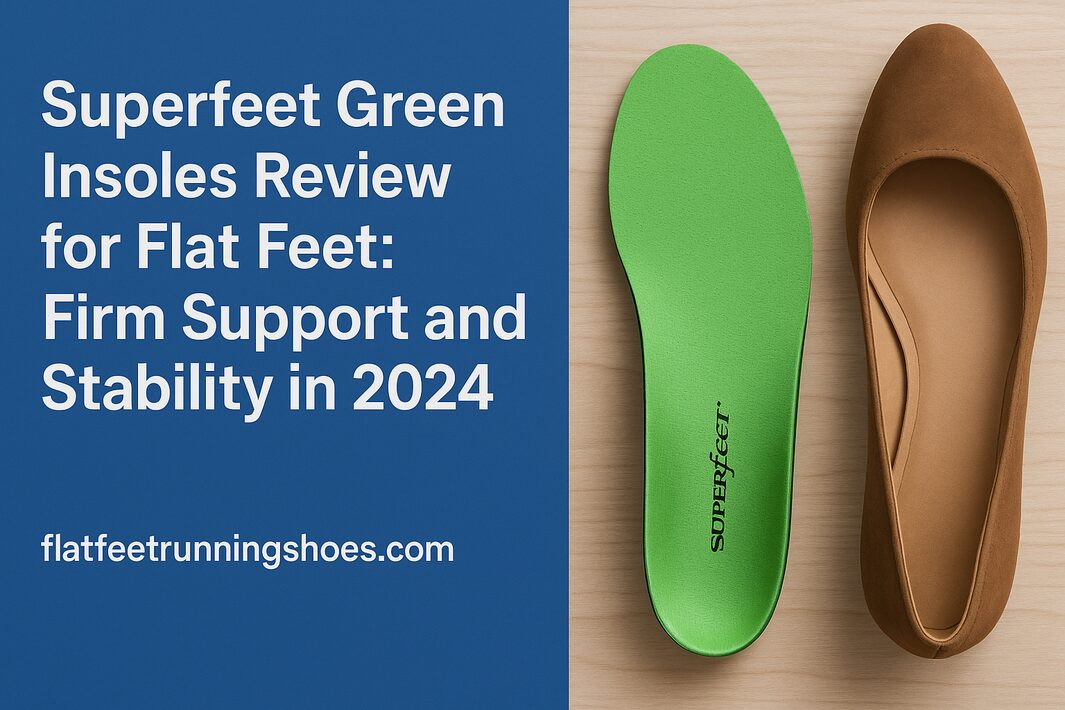 Superfeet Green
Insoles Review
for Flat Feet:
Firm Support and
Stability in 2024
flatfeetrunningshoes.com
SUPERfeet